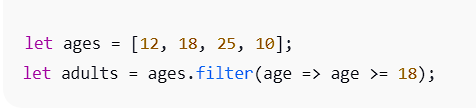 let ages = [12, 18, 25, 10];
let adults = ages.filter(age => age >= 18);